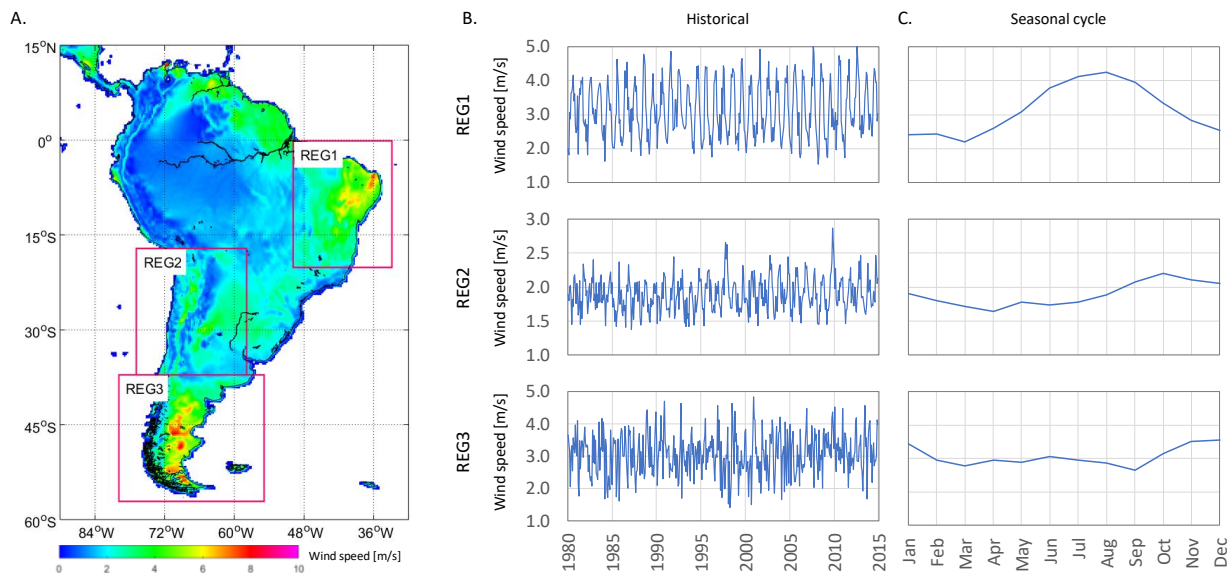 A.
B.
Historical
C.
Seasonal cycle
15°N
0°
15°S
30°S
45°S
60°S
84°W 72°W 60°W 48°W 36°W
REG1
REG2
REG3
0 2 4 6 8 10
Wind speed [m/s]
REG1
Wind speed [m/s]
5.0
4.0
3.0
2.0
1.0
REG2
Wind speed [m/s]
3.0
2.5
2.0
1.5
1.0
REG3
Wind speed [m/s]
5.0
4.0
3.0
2.0
1.0
1980 1985 1990 1995 2000 2005 2010 2015
Jan Feb Mar Apr May Jun Jul Aug Sep Oct Nov Dec